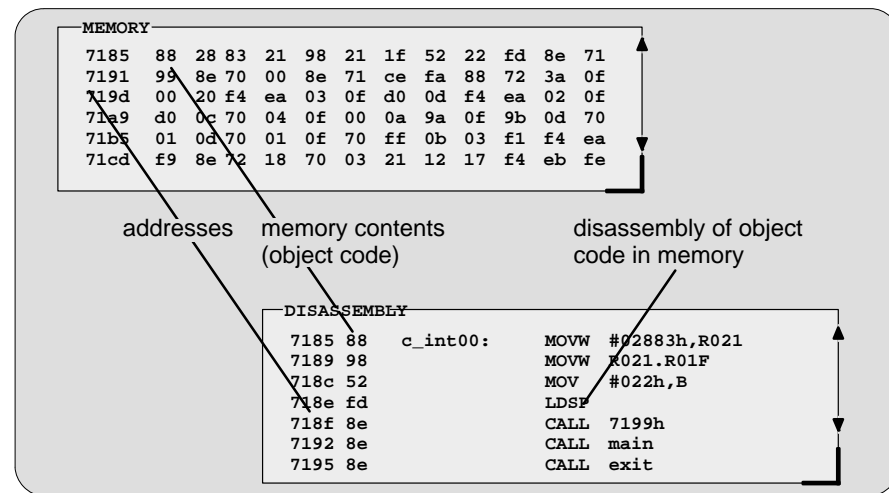 MEMORY
7185 88 28 83 21 98 21 1f 52 22 fd 8e 71
7191 99 8e 70 00 8e 71 ce fa 88 72 3a 0f
719d 00 20 f4 ea 03 0f d0 0d f4 ea 02 0f
71a9 d0 0c 70 04 0f 00 0a 9a 0f 9b 0d 70
71b5 01 0d 70 01 0f 70 ff 0b 03 f1 f4 ea
71cd f9 8e 72 18 70 03 21 12 17 f4 eb fe
addresses memory contents disassembly of object
(object code) code in memory
DISASSEMBLY
7185 88 c_int00: MOVW #02883h,R021
7189 98 MOVW R021.R01F
718c 52 MOV #022h,B
718e fd LDSP
718f 8e CALL 7199h
7192 8e CALL main
7195 8e CALL exit